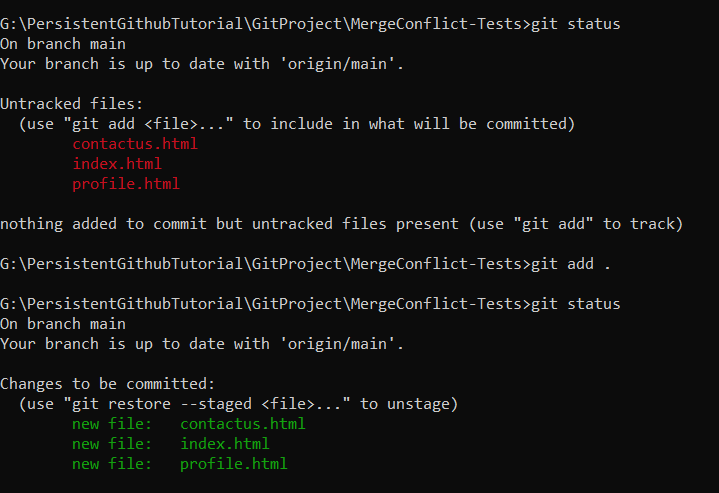 G:\PersistentGithubTutorial\GitProject\MergeConflict-Tests>git status
On branch main
Your branch is up to date with 'origin/main'.
Untracked files:
(use "git add <file>..." to include in what will be committed)
contactus.html
index.html
profile.html
nothing added to commit but untracked files present (use "git add" to track)
G:\PersistentGithubTutorial\GitProject\MergeConflict-Tests>git add .
G:\PersistentGithubTutorial\GitProject\MergeConflict-Tests>git status
On branch main
Your branch is up to date with 'origin/main'.
Changes to be committed:
(use "git restore --staged <file>..." to unstage)
new file:   contactus.html
new file:   index.html
new file:   profile.html